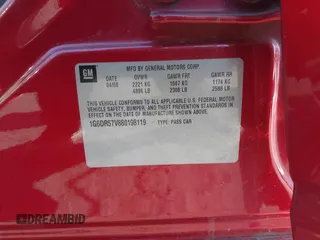 GM
MFD BY GENERAL MOTORS CORP.
DATE GVWR GAWR FRT GAWR RR
04/08 2221 KG 1047 KG 1174 KG
4896 LB 2308 LB 2588 LB
THIS VEHICLE CONFORMS TO ALL APPLICABLE U.S. FEDERAL MOTOR
VEHICLE SAFETY, BUMPER, AND THEFT PREVENTION STANDARDS
IN EFFECT ON THE DATE OF MANUFACTURE SHOWN ABOVE.
1G6DR57V880198119 TYPE: PASS CAR
DREAMBID